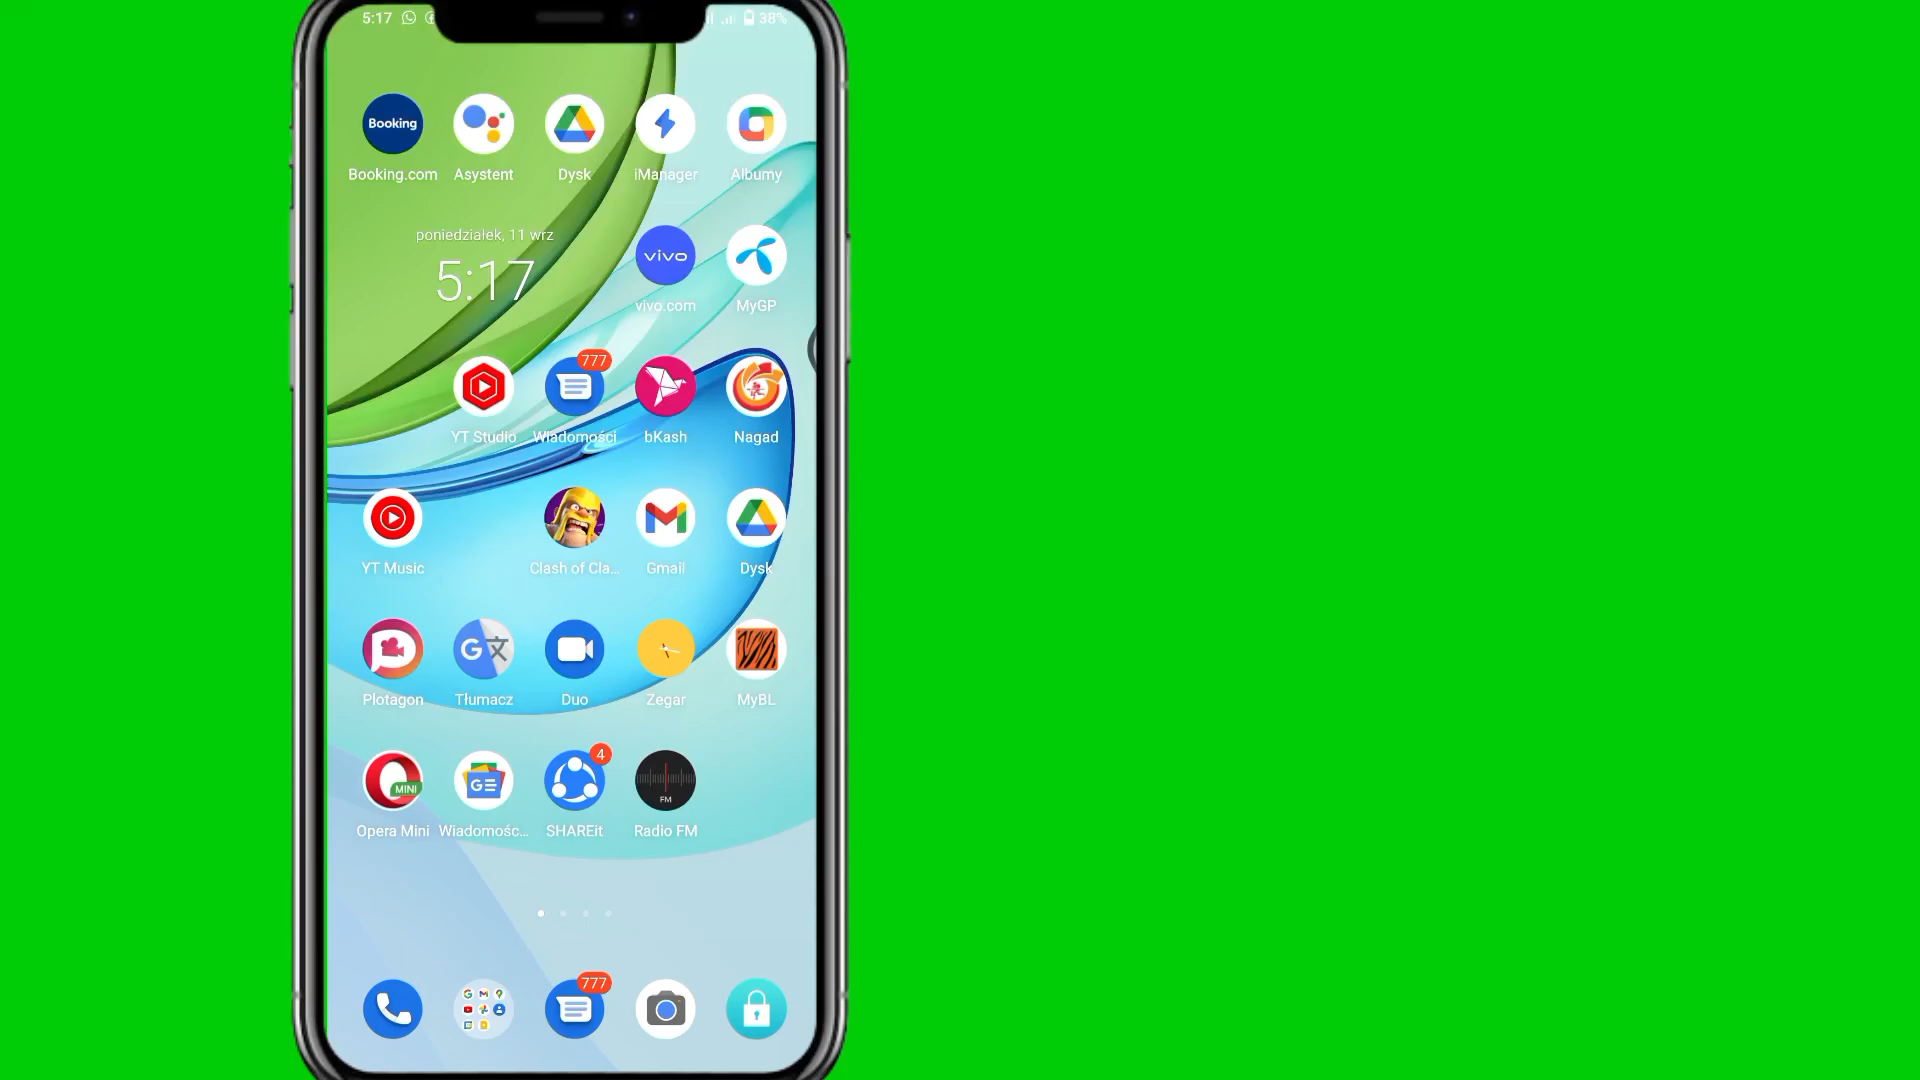 5:17
38%
Booking
Booking.com Asystent Dysk iManager Albumy
poniedziałek, 11 wrz
5:17
vivo
vivo.com MyGP
777
YT Studio Wiadomości bKash Nagad
YT Music Clash of Cla... Gmail Dysk
Plotagon Tłumacz Duo Zegar MyBL
4
MINI
GE
FM
Opera Mini Wiadomośc... SHAREit Radio FM
777